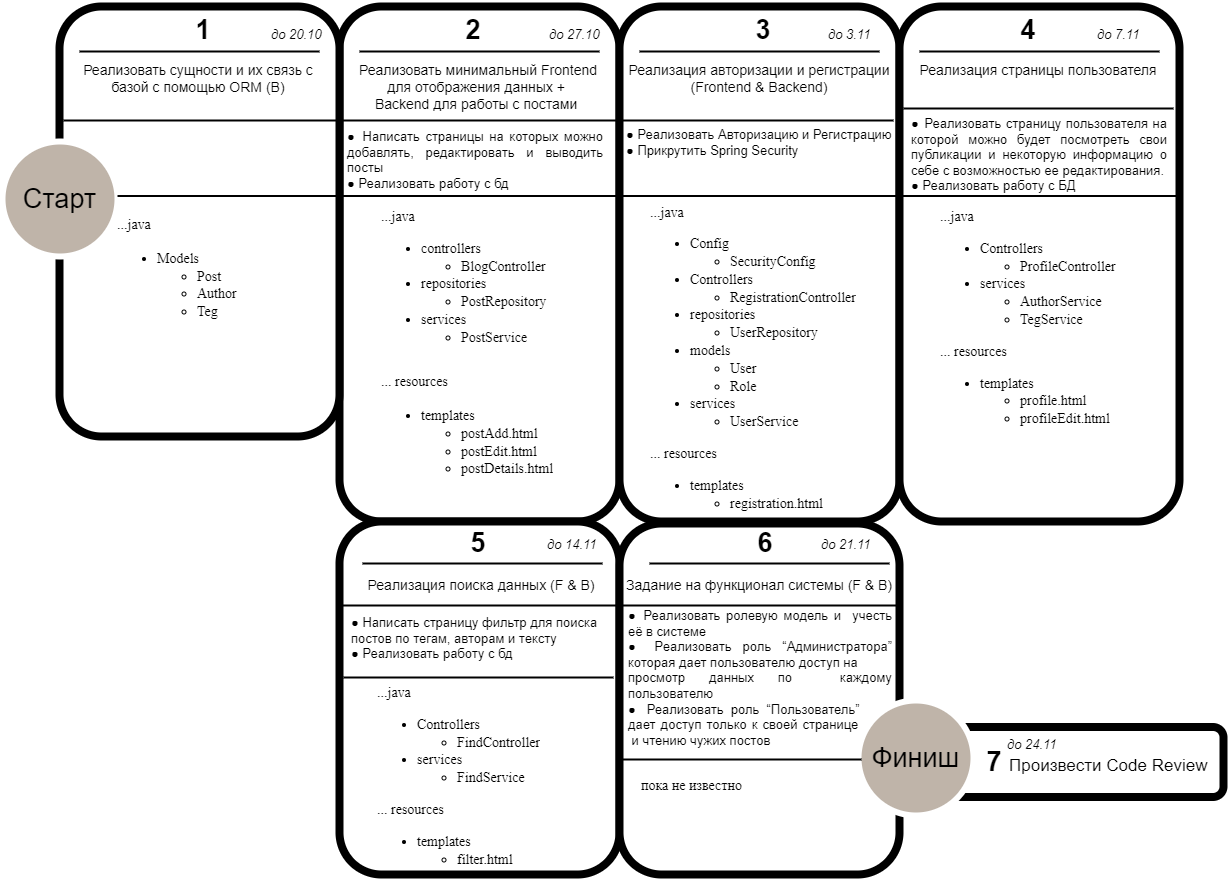 Старт
1
до 20.10
Реализовать сущности и их связь с
базой с помощью ORM (B)
...java
• Models
◦ Post
◦ Author
◦ Teg
2
до 27.10
Реализовать минимальный Frontend
для отображения данных +
Backend для работы с постами
● Написать страницы на которых можно
добавлять, редактировать и выводить
посты
● Реализовать работу с бд
...java
• controllers
◦ BlogController
• repositories
◦ PostRepository
• services
◦ PostService
... resources
• templates
◦ postAdd.html
◦ postEdit.html
◦ postDetails.html
3
до 3.11
Реализация авторизации и регистрации
(Frontend & Backend)
● Реализовать Авторизацию и Регистрацию
● Прикрутить Spring Security
...java
• Config
◦ SecurityConfig
• Controllers
◦ RegistrationController
• repositories
◦ UserRepository
• models
◦ User
◦ Role
• services
◦ UserService
... resources
• templates
◦ registration.html
4
до 7.11
Реализация страницы пользователя
● Реализовать страницу пользователя на
которой можно будет посмотреть свои
публикации и некоторую информацию о
себе с возможностью ее редактирования.
● Реализовать работу с БД
...java
• Controllers
◦ ProfileController
• services
◦ AuthorService
◦ TegService
... resources
• templates
◦ profile.html
◦ profileEdit.html
5
до 14.11
Реализация поиска данных (F & B)
● Написать страницу фильтр для поиска
постов по тегам, авторам и тексту
● Реализовать работу с бд
...java
• Controllers
◦ FindController
• services
◦ FindService
... resources
• templates
◦ filter.html
6
до 21.11
Задание на функционал системы (F & B)
● Реализовать ролевую модель и учесть
её в системе
● Реализовать роль “Администратора”
которая дает пользователю доступ на
просмотр данных по каждому
пользователю
● Реализовать роль “Пользователь”
дает доступ только к своей странице
и чтению чужих постов
пока не известно
Финиш
до 24.11
7 Произвести Code Review